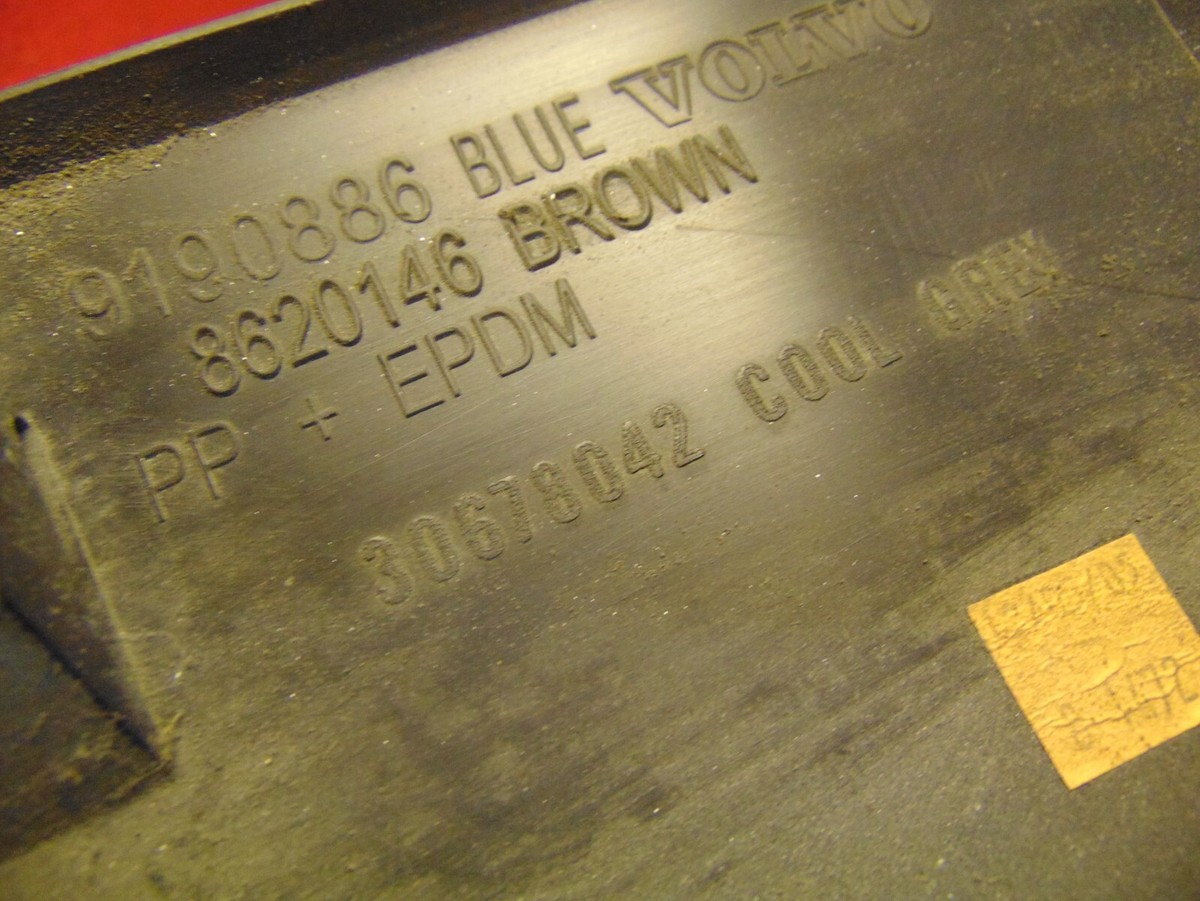 9190886 BLUE VOLVO
8620146 BROWN
PP + EPDM
30678042 COOL GREY